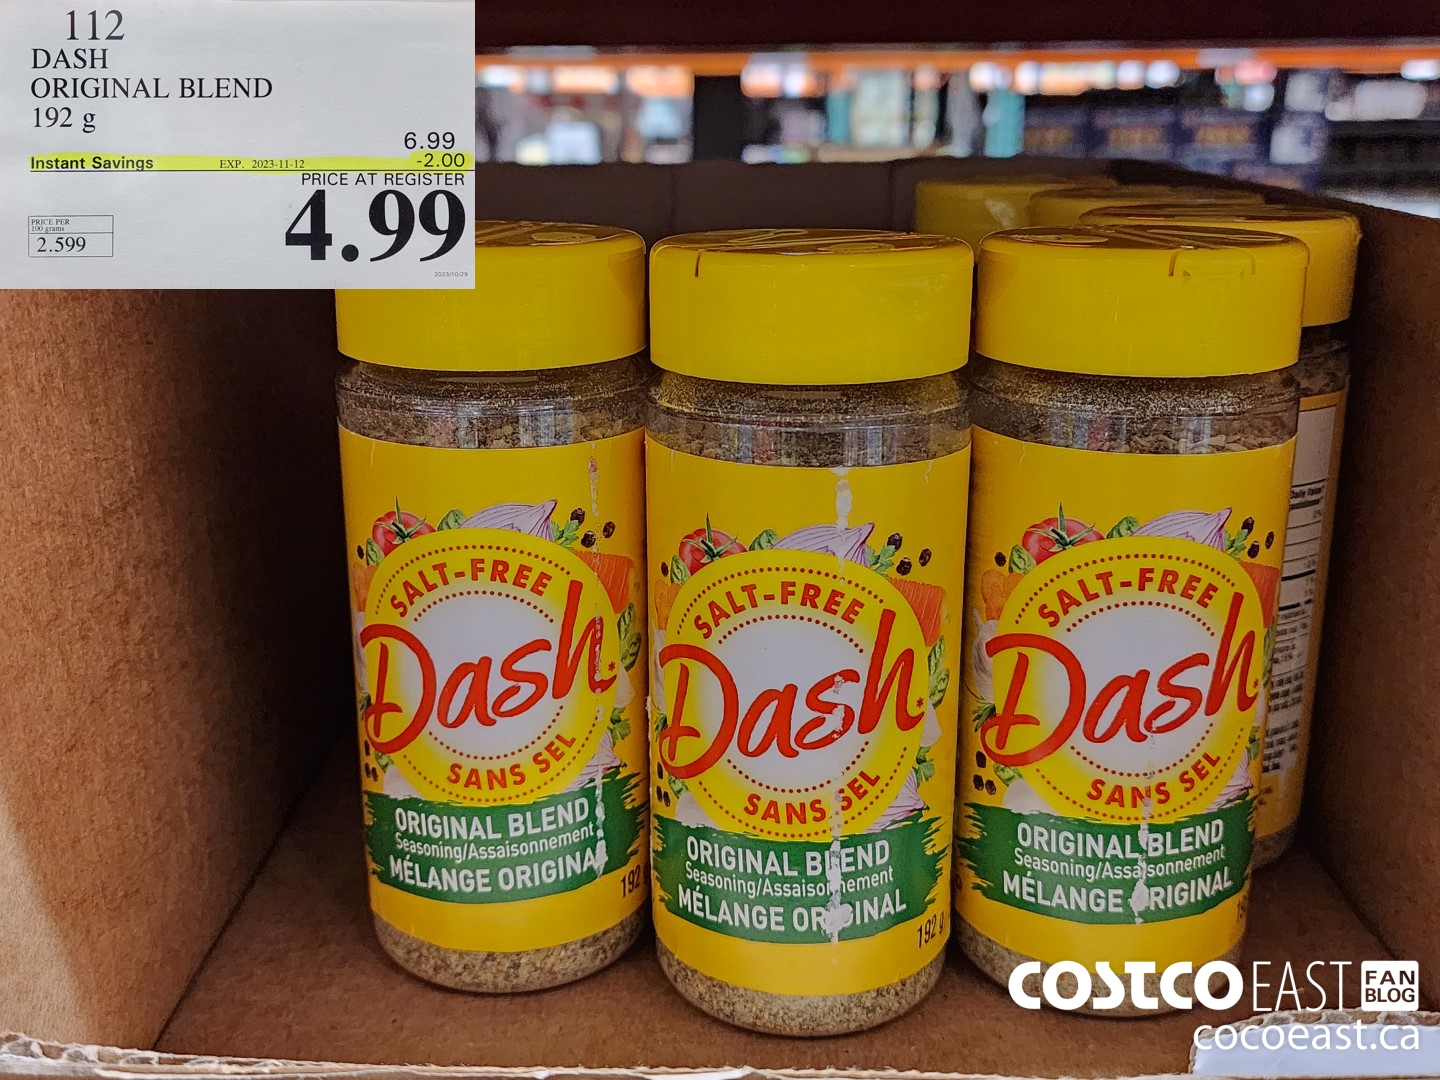 112
DASH
ORIGINAL BLEND
192 g
6.99
Instant Savings EXP. 2023-11-12 -2.00
PRICE AT REGISTER
4.99
PRICE PER
100 grams
2.599
2023/10/29
SALT-FREE
Dash
SANS SEL
ORIGINAL BLEND
Seasoning/Assaisonnement
MÉLANGE ORIGINAL
192
SALT-FREE
Dash
SANS SEL
ORIGINAL BLEND
Seasoning/Assaisonnement
MÉLANGE ORIGINAL
192 g
SALT-FREE
Dash
SANS SEL
ORIGINAL BLEND
Seasoning/Assaisonnement
MÉLANGE ORIGINAL
Daily Value
COSTCO EAST FAN BLOG
cocoeast.ca